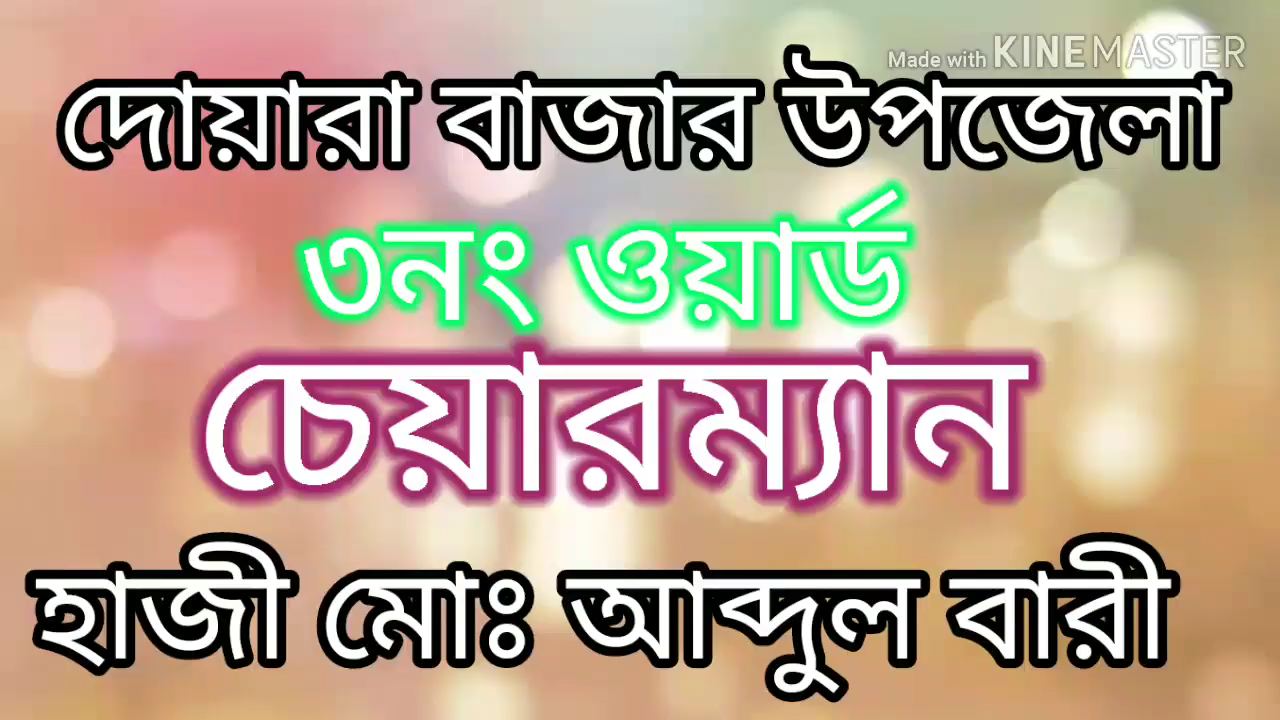 Made with KINEMASTER
দোয়ারা বাজার উপজেলা
৩নং ওয়ার্ড
চেয়ারম্যান
হাজী মোঃ আব্দুল বারী